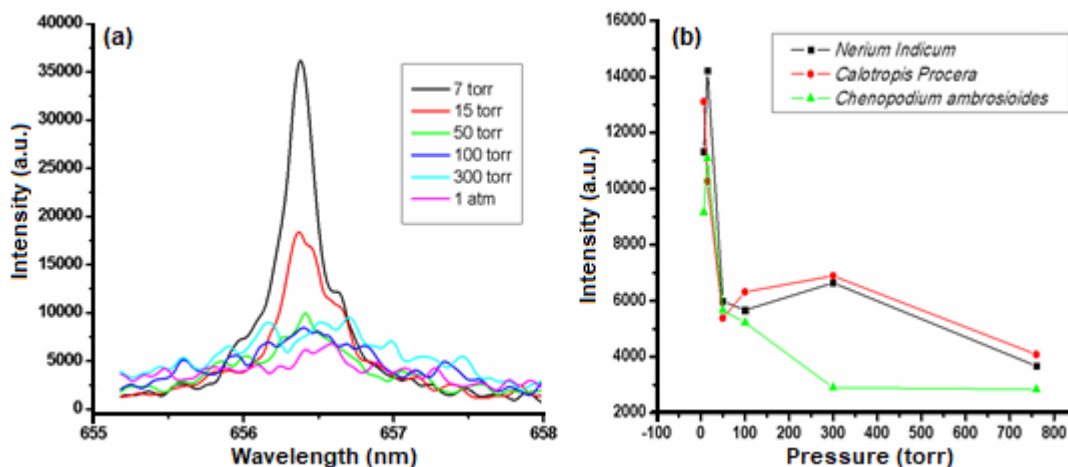 (a)
40000
35000
30000
25000
20000
15000
10000
5000
0
Intensity (a.u.)
7 torr
15 torr
50 torr
100 torr
300 torr
1 atm
655
656
657
658
Wavelength (nm)
(b)
16000
14000
12000
10000
8000
6000
4000
2000
Intensity (a.u.)
Nerium Indicum
Calotropis Procera
Chenopodium ambrosioides
-100 0 100 200 300 400 500 600 700 800
Pressure (torr)